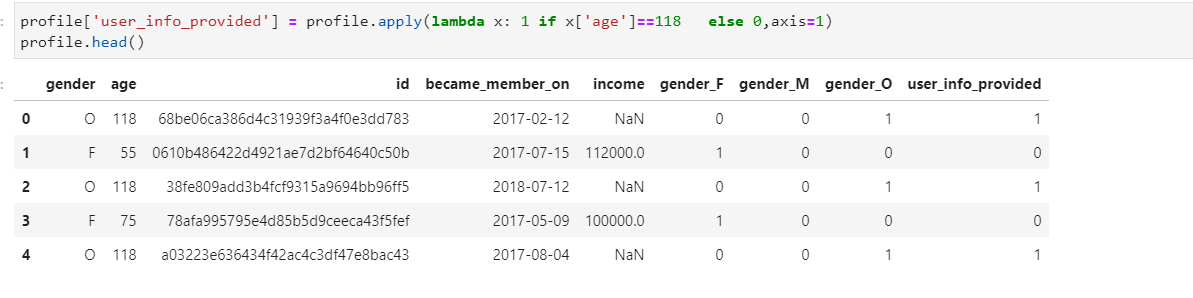 profile['user_info_provided'] = profile.apply(lambda x: 1 if x['age']==118   else 0,axis=1)
profile.head()
gender age id became_member_on income gender_F gender_M gender_O user_info_provided
0 O 118 68be06ca386d4c31939f3a4f0e3dd783 2017-02-12 NaN 0 0 1 1
1 F 55 0610b486422d4921ae7d2bf64640c50b 2017-07-15 112000.0 1 0 0 0
2 O 118 38fe809add3b4fcf9315a9694bb96ff5 2018-07-12 NaN 0 0 1 1
3 F 75 78afa995795e4d85b5d9ceeca43f5fef 2017-05-09 100000.0 1 0 0 0
4 O 118 a03223e636434f42ac4c3df47e8bac43 2017-08-04 NaN 0 0 1 1